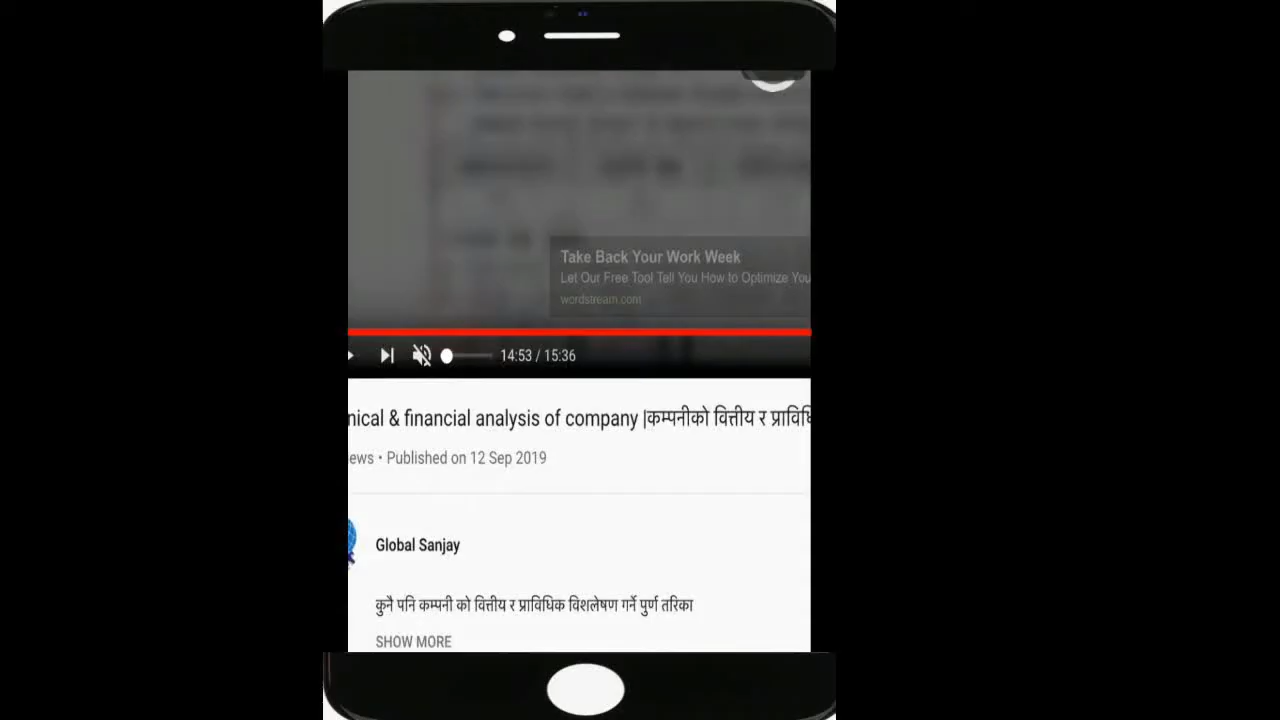 Take Back Your Work Week
Let Our Free Tool Tell You How to Optimize You
wordstream.com
14:53 / 15:36
nical & financial analysis of company |कम्पनीको वित्तीय र प्राविधि
ews • Published on 12 Sep 2019
Global Sanjay
कुनै पनि कम्पनी को वित्तीय र प्राविधिक विशलेषण गर्ने पुर्ण तरिका
SHOW MORE